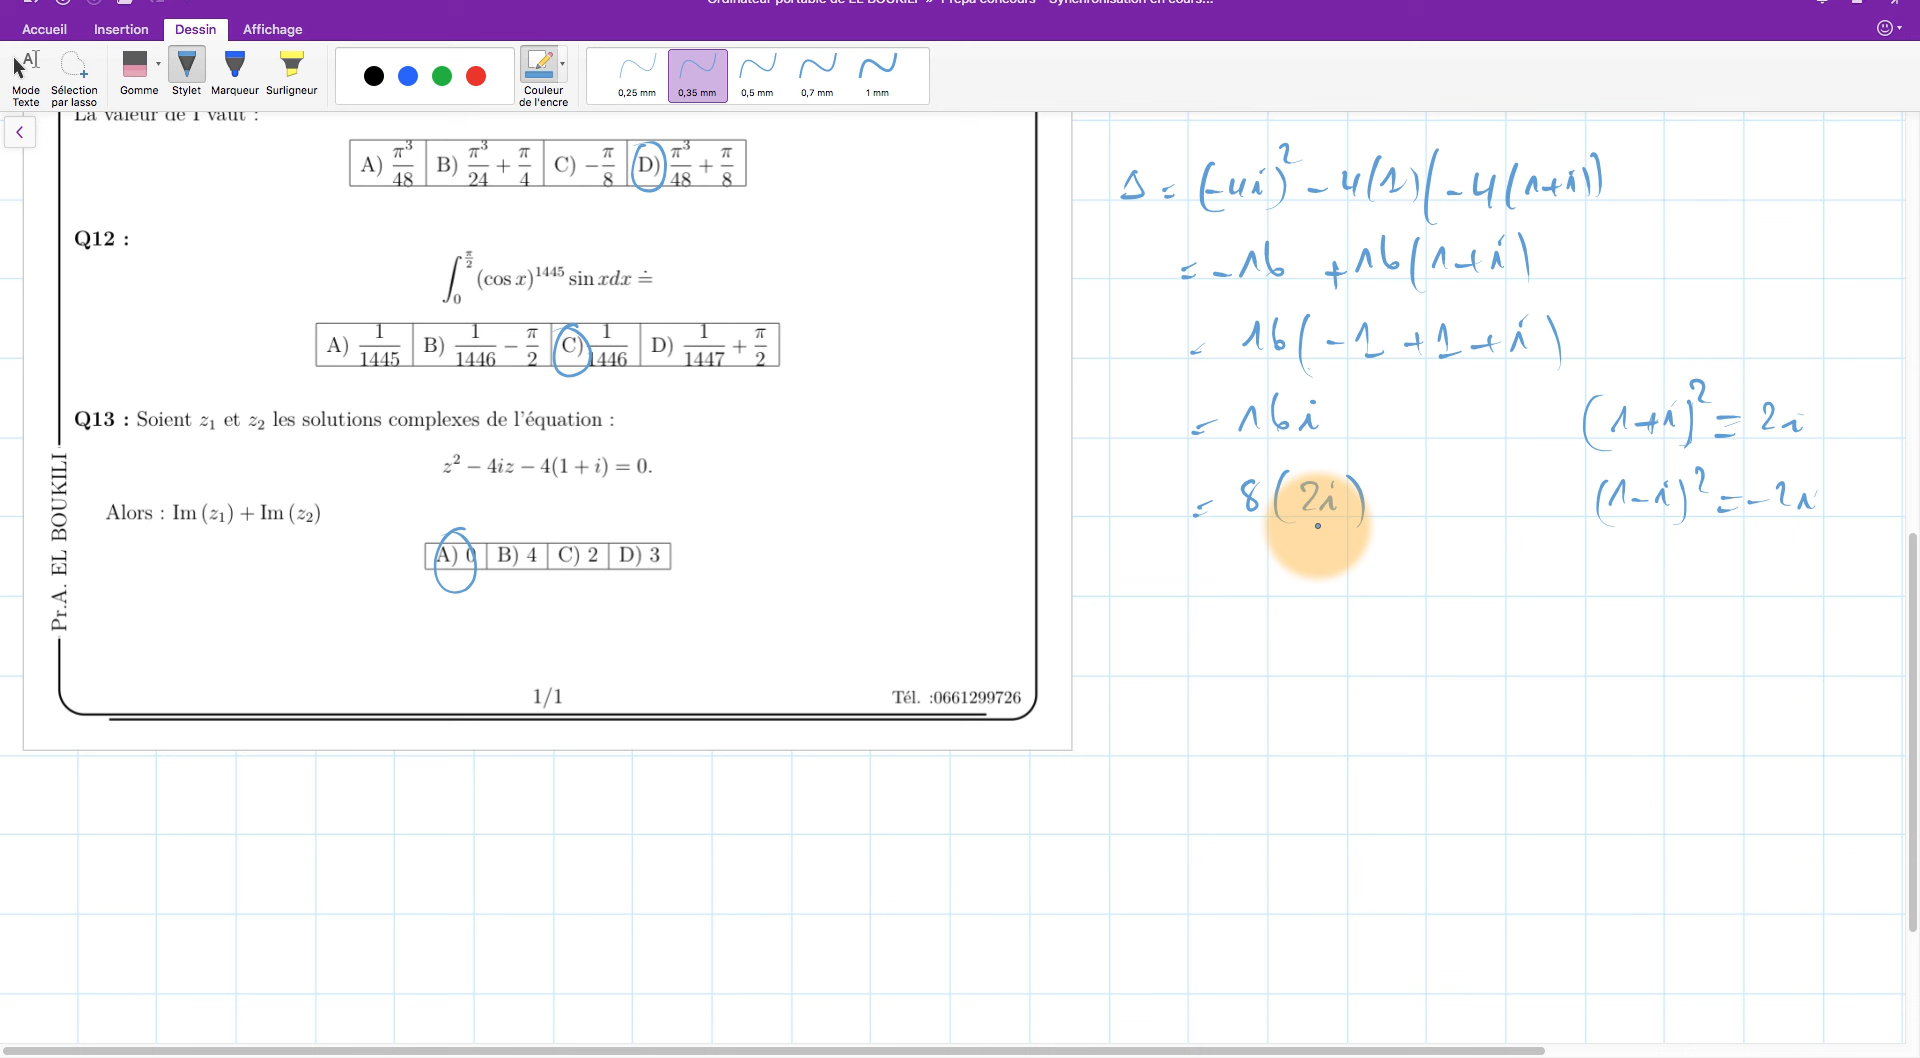 Accueil Insertion Dessin Affichage
Mode Texte
Sélection par lasso
Gomme
Stylet
Marqueur
Surligneur
Couleur de l'encre
0,25 mm
0,35 mm
0,5 mm
0,7 mm
1 mm
La valeur de I vaut :
A) π³/48 B) π³/24 + π/4 C) −π/8 D) π³/48 + π/8
Q12 :
∫₀^{π/2} (cos x)^{1445} sin xdx =
A) 1/1445 B) 1/1446 − π/2 C) 1/1446 D) 1/1447 + π/2
Q13 : Soient z₁ et z₂ les solutions complexes de l'équation :
z² − 4iz − 4(1 + i) = 0.
Alors : Im (z₁) + Im (z₂)
A) 0 B) 4 C) 2 D) 3
Pr.A. EL BOUKILI
1/1
Tél. :0661299726
Δ = (-4i)² - 4(1)(-4(1+i))
= -16 + 16(1+i)
= 16(-1+1+i)
= 16i
= 8(2i)
(1+i)² = 2i
(1-i)² = -2i